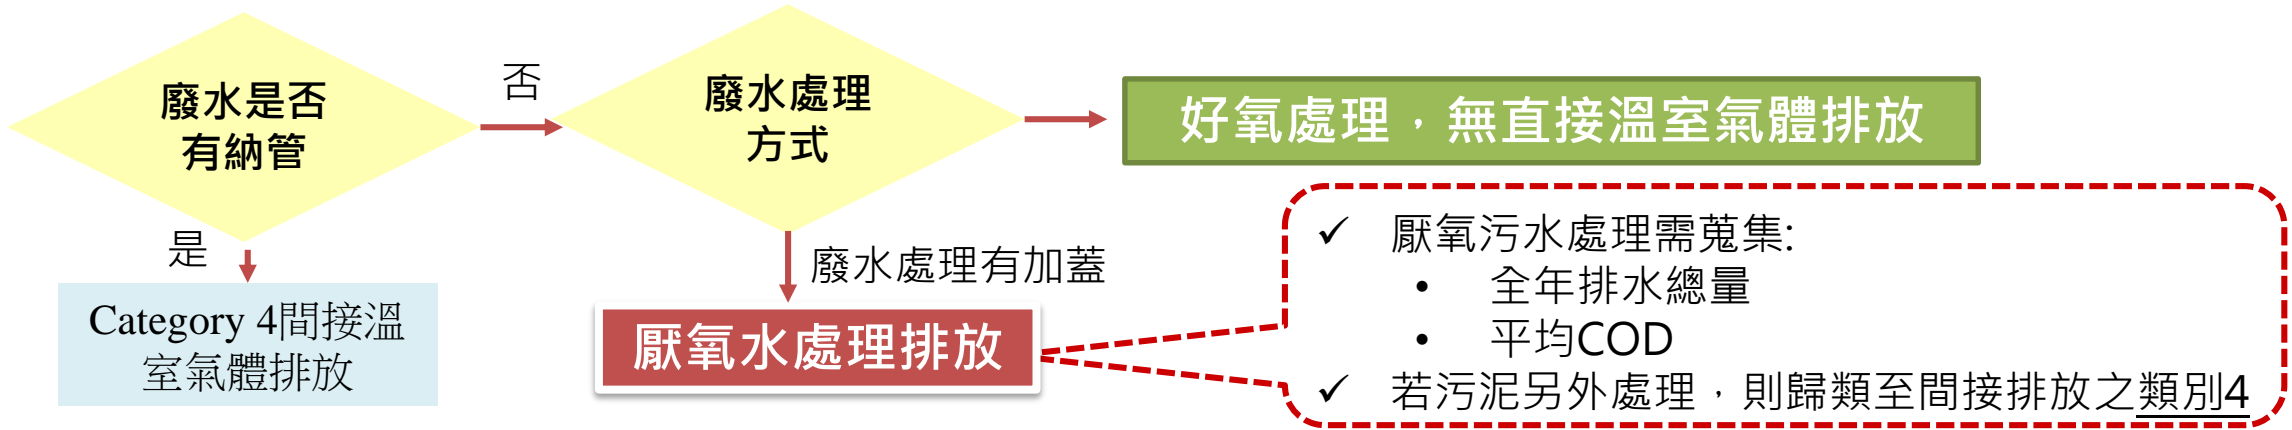 廢水是否
有納管
否
是
Category 4間接溫
室氣體排放
廢水處理
方式
好氧處理，無直接溫室氣體排放
廢水處理有加蓋
厭氧水處理排放
✓ 厭氧污水處理需蒐集:
• 全年排水總量
• 平均COD
✓ 若污泥另外處理，則歸類至間接排放之類別4